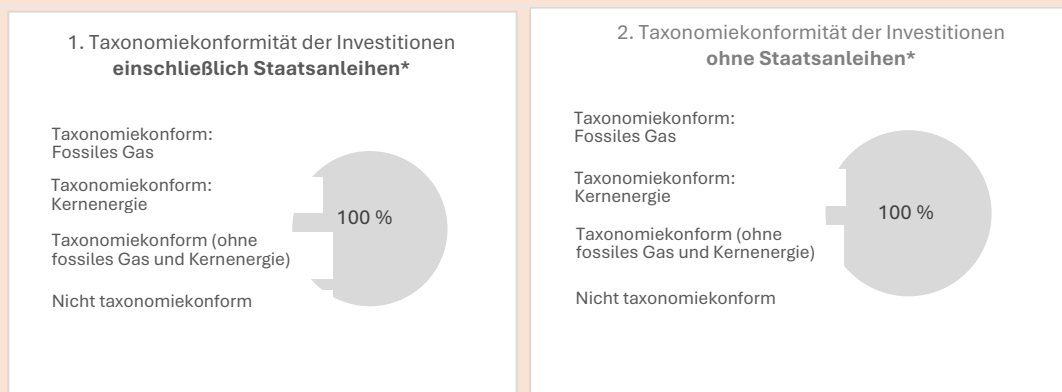 1. Taxonomiekonformität der Investitionen
einschließlich Staatsanleihen*
Taxonomiekonform:
Fossiles Gas
Taxonomiekonform:
Kernenergie
Taxonomiekonform (ohne
fossiles Gas und Kernenergie)
Nicht taxonomiekonform
100 %
2. Taxonomiekonformität der Investitionen
ohne Staatsanleihen*
Taxonomiekonform:
Fossiles Gas
Taxonomiekonform:
Kernenergie
Taxonomiekonform (ohne
fossiles Gas und Kernenergie)
Nicht taxonomiekonform
100 %